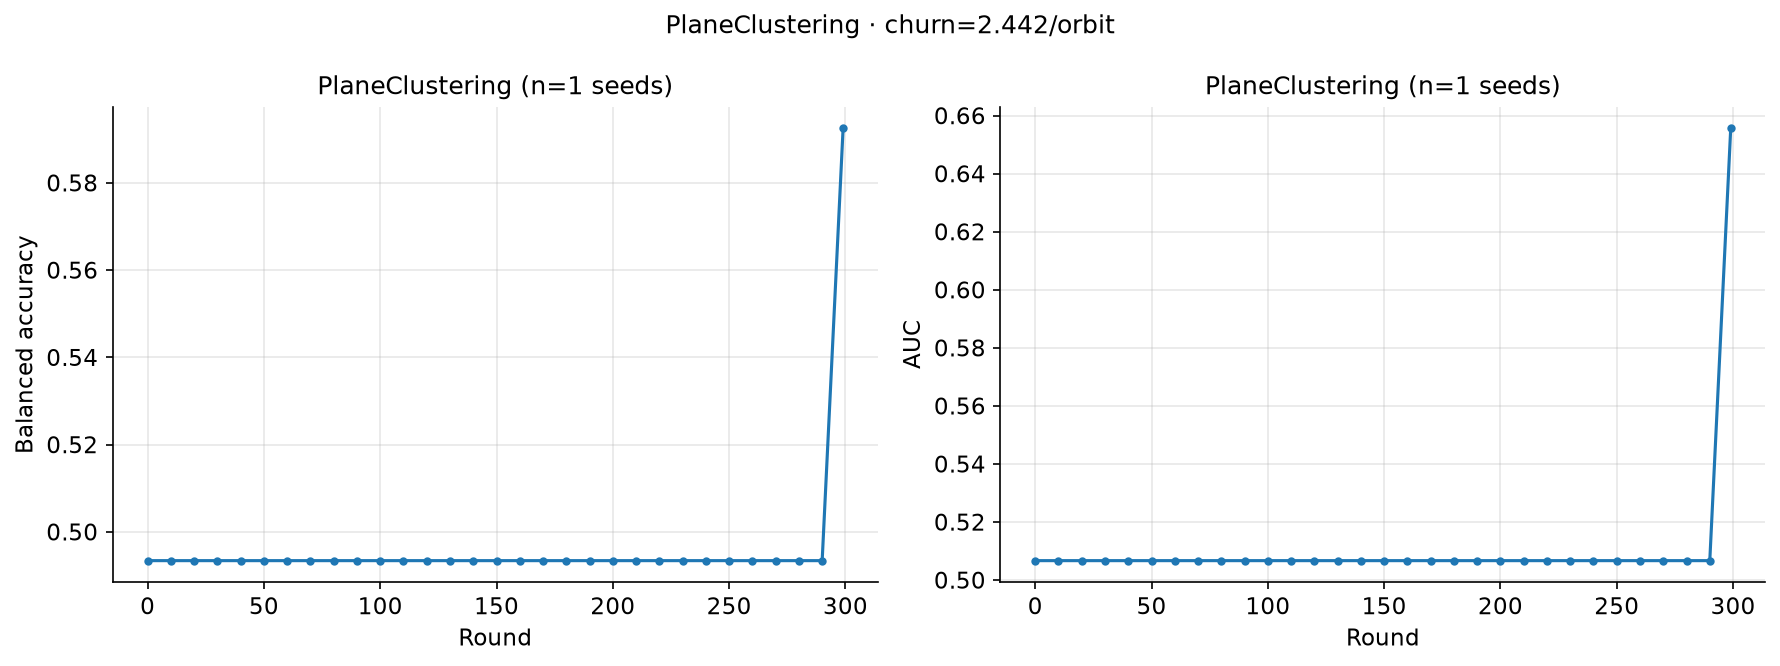 PlaneClustering · churn=2.442/orbit
PlaneClustering (n=1 seeds)
Balanced accuracy
0.58
0.56
0.54
0.52
0.50
0 50 100 150 200 250 300
Round
PlaneClustering (n=1 seeds)
AUC
0.66
0.64
0.62
0.60
0.58
0.56
0.54
0.52
0.50
0 50 100 150 200 250 300
Round